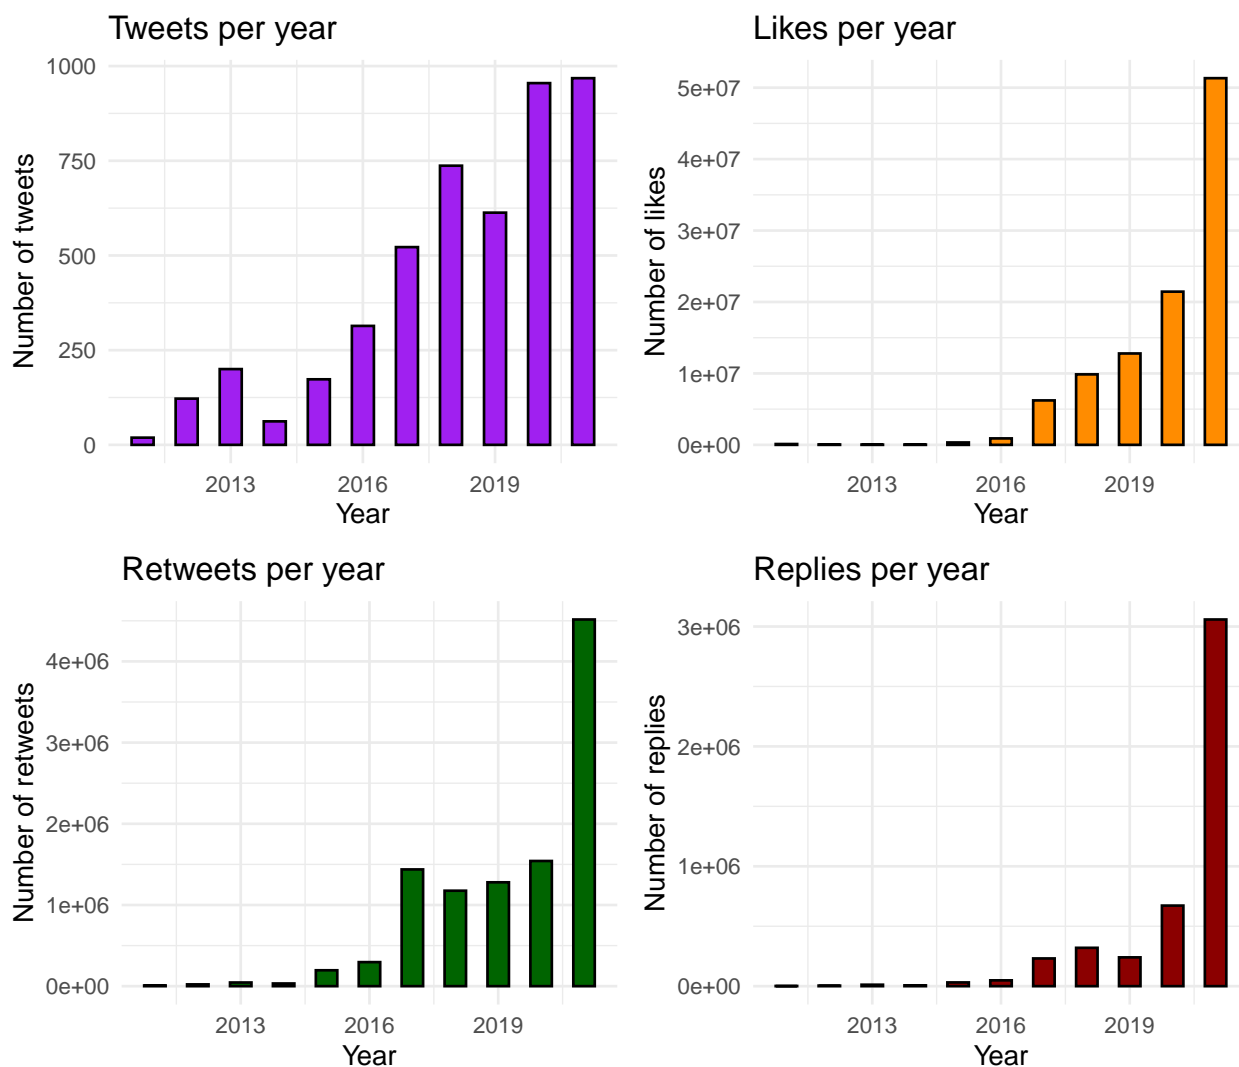 Tweets per year
Number of tweets
1000
750
500
250
0
2013 2016 2019
Year
Likes per year
Number of likes
5e+07
4e+07
3e+07
2e+07
1e+07
0e+00
2013 2016 2019
Year
Retweets per year
Number of retweets
4e+06
3e+06
2e+06
1e+06
0e+00
2013 2016 2019
Year
Replies per year
Number of replies
3e+06
2e+06
1e+06
0e+00
2013 2016 2019
Year